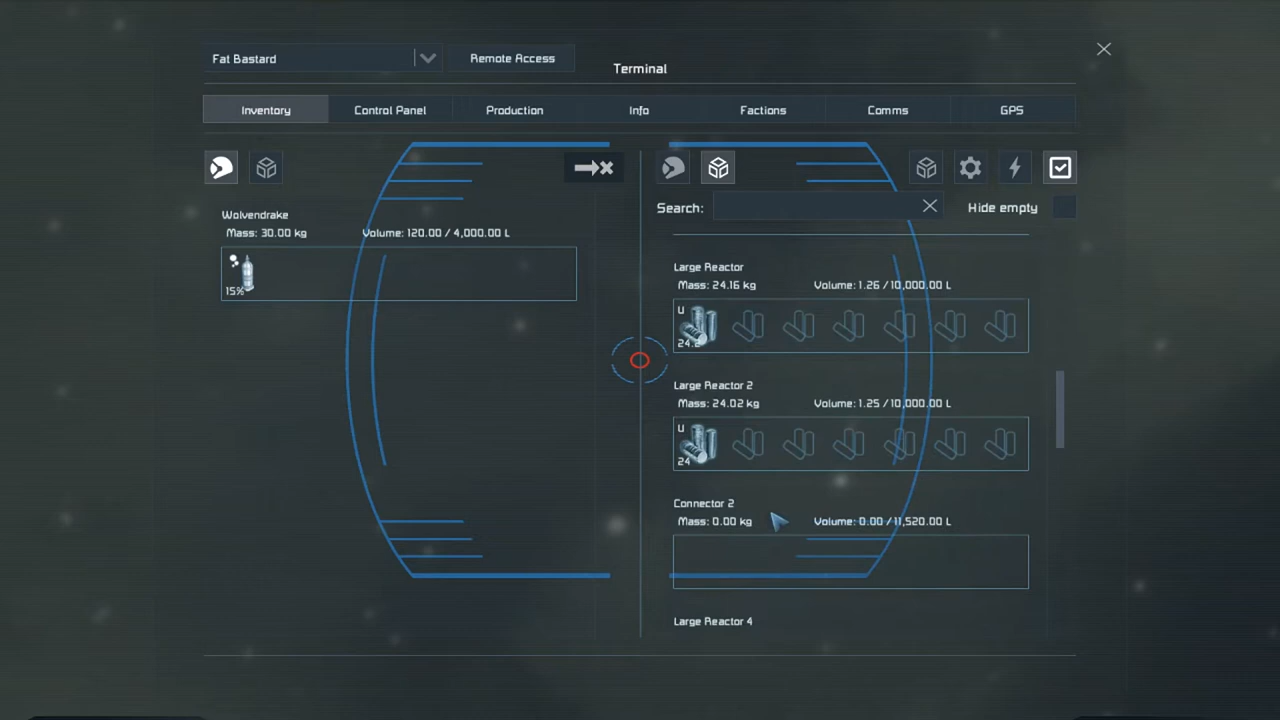 Fat Bastard
Remote Access
Terminal
Inventory
Control Panel
Production
Info
Factions
Comms
GPS
Search:
Hide empty
Wolvendrake
Mass: 30.00 kg
Volume: 120.00 / 4,000.00 L
15%
Large Reactor
Mass: 24.16 kg
Volume: 1.26 / 10,000.00 L
U
24.2
Large Reactor 2
Mass: 24.02 kg
Volume: 1.25 / 10,000.00 L
U
24
Connector 2
Mass: 0.00 kg
Volume: 0.00 / 11,520.00 L
Large Reactor 4